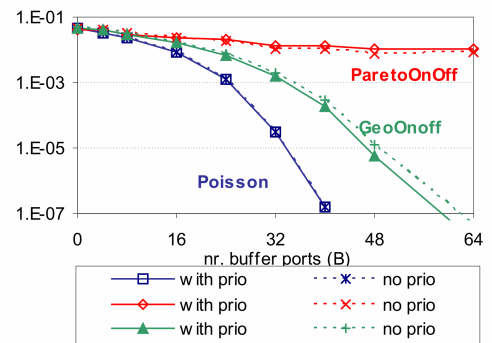 1.E-01
1.E-03
ParetoOnOff
GeoOnoff
1.E-05
Poisson
1.E-07
0 16 32 48 64
nr. buffer ports (B)
with prio no prio
with prio no prio
with prio no prio